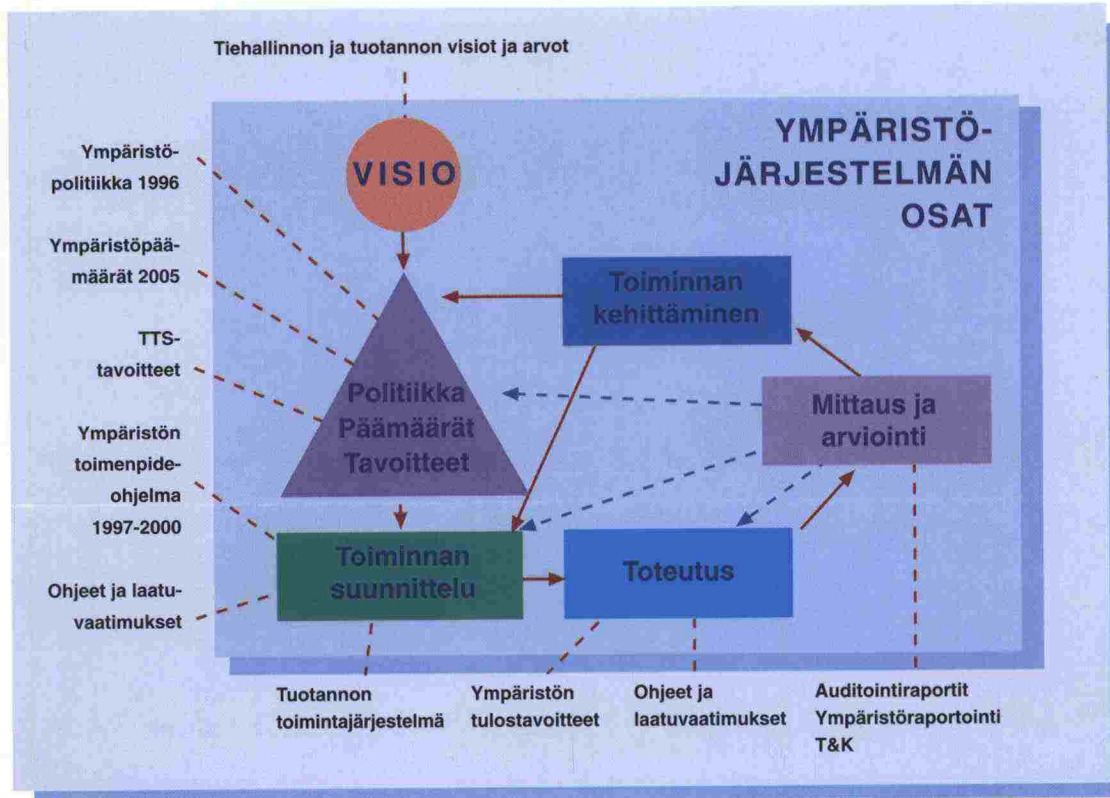 Tiehallinnon ja tuotannon visiot ja arvot
YMPÄRISTÖ-
JÄRJESTELMÄN
OSAT
VISIO
Ympäristö-
politiikka 1996
Ympäristöpää-
määrät 2005
TTS-
tavoitteet
Ympäristön
toimenpide-
ohjelma
1997-2000
Ohjeet ja laatu-
vaatimukset
Toiminnan
kehittäminen
Politiikka
Päämäärät
Tavoitteet
Mittaus ja
arviointi
Toiminnan
suunnittelu
Toteutus
Tuotannon
toimintajärjestelmä
Ympäristön
tulostavoitteet
Ohjeet ja
laatuvaatimukset
Auditointiraportit
Ympäristöraportointi
T&K